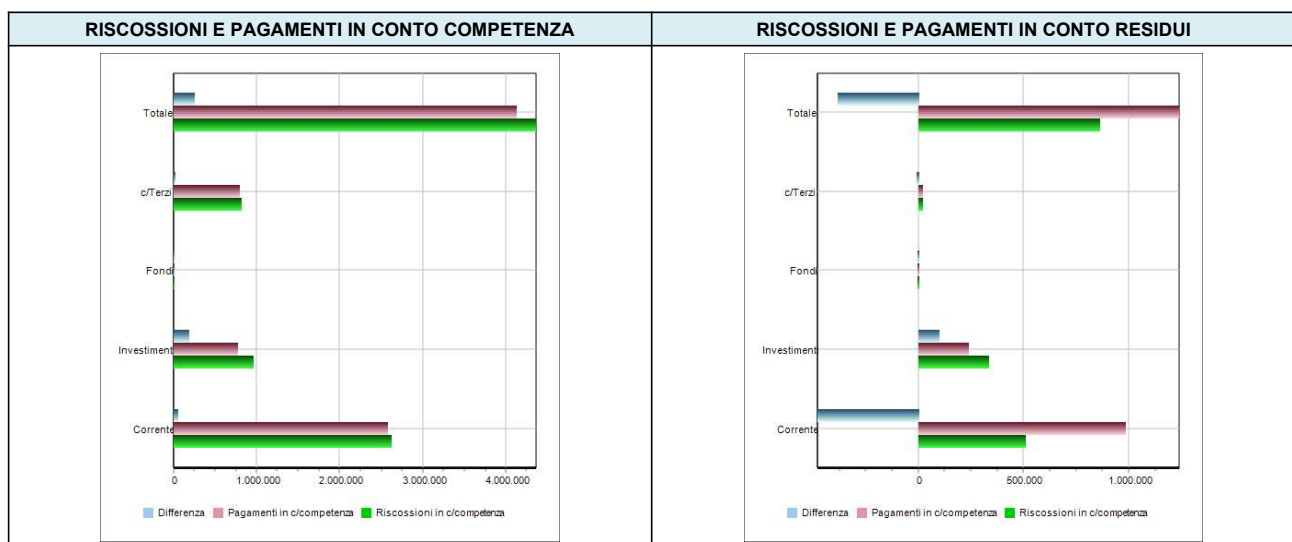 RISCOSSIONI E PAGAMENTI IN CONTO COMPETENZA
Totale
c/Terzi
Fondi
Investiment
Corrente
0 1.000.000 2.000.000 3.000.000 4.000.000
Differenza Pagamenti in c/competenza Riscossioni in c/competenza
RISCOSSIONI E PAGAMENTI IN CONTO RESIDUI
Totale
c/Terzi
Fondi
Investiment
Corrente
0 500.000 1.000.000
Differenza Pagamenti in c/competenza Riscossioni in c/competenza